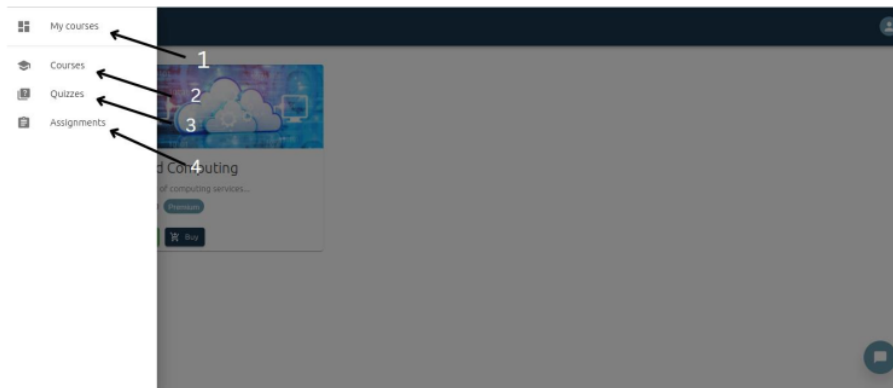 My courses
1
Courses
2
Quizzes
3
Assignments
4
d Computing
of computing services...
Premium
Buy